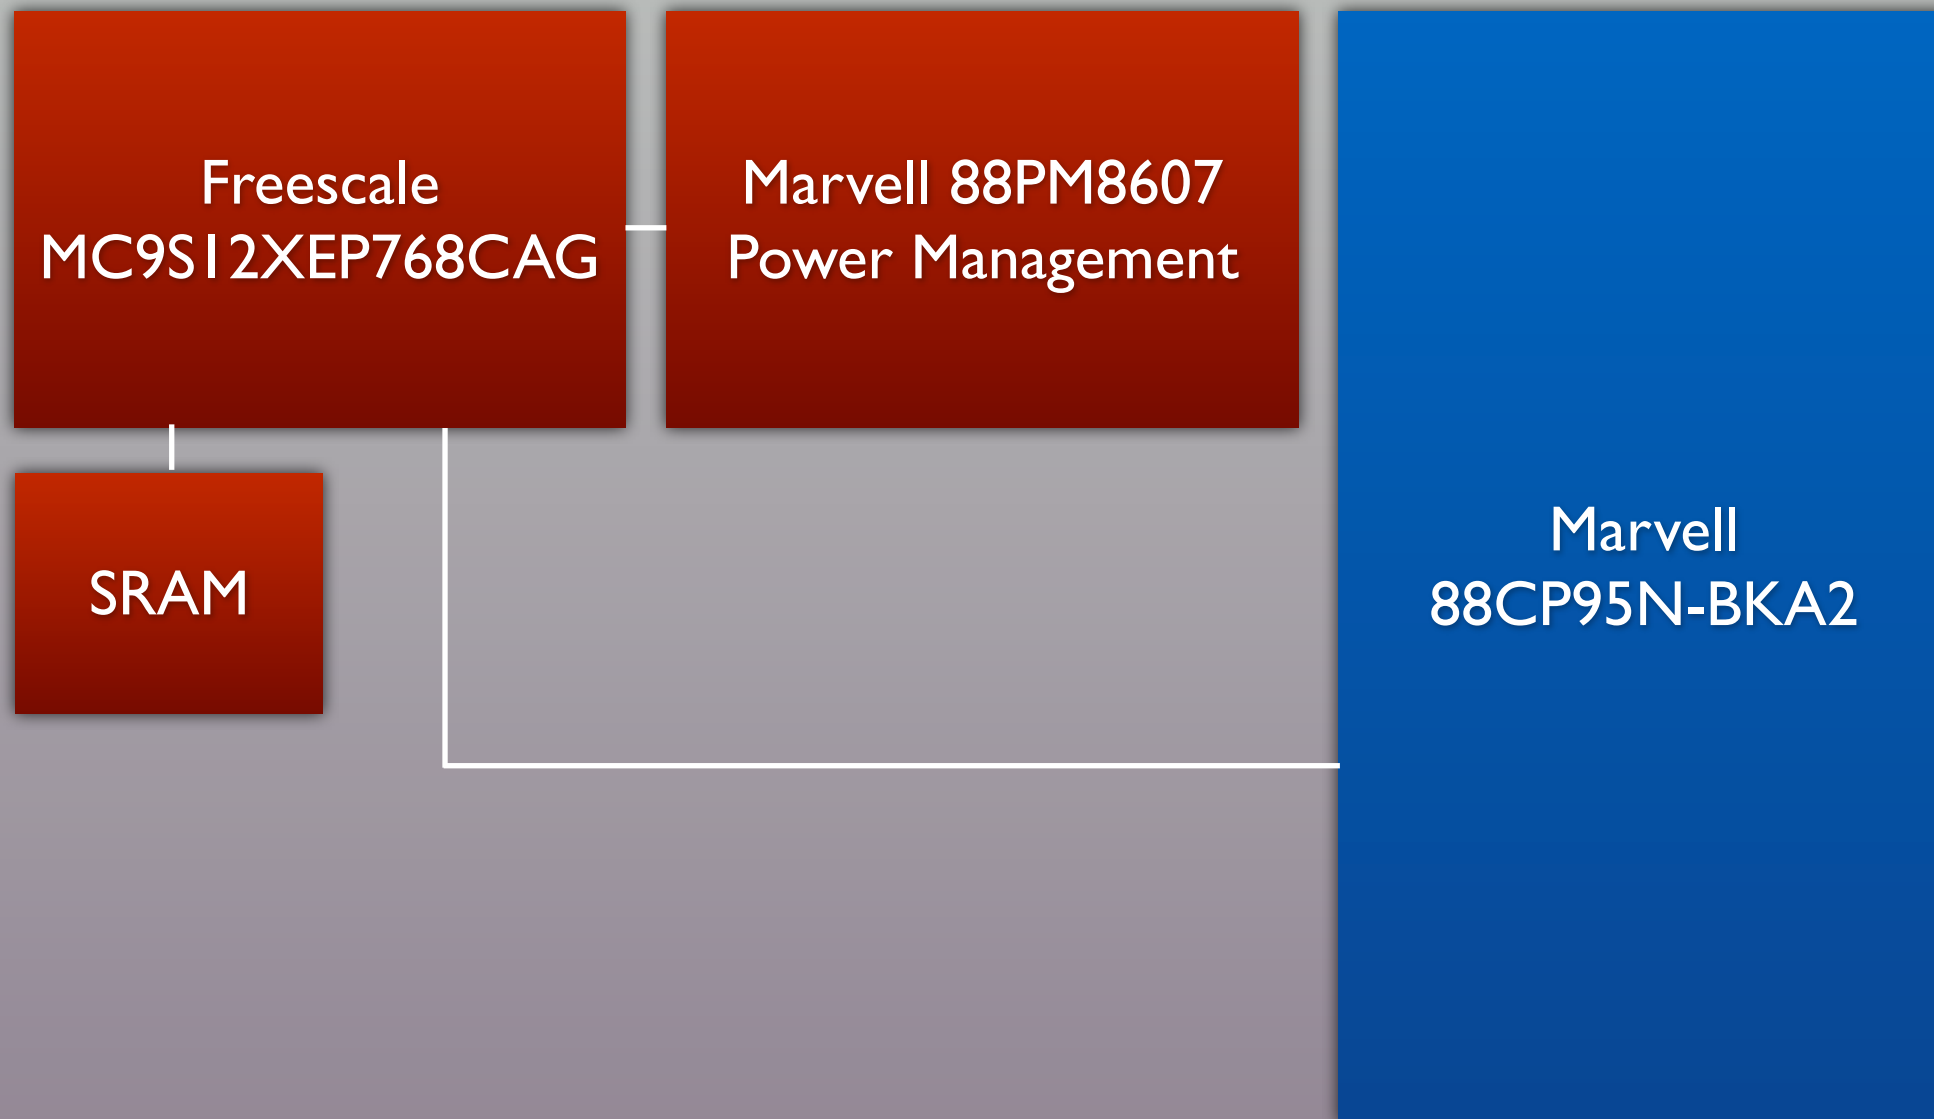 Freescale
MC9S12XEP768CAG
Marvell 88PM8607
Power Management
SRAM
Marvell
88CP95N-BKA2